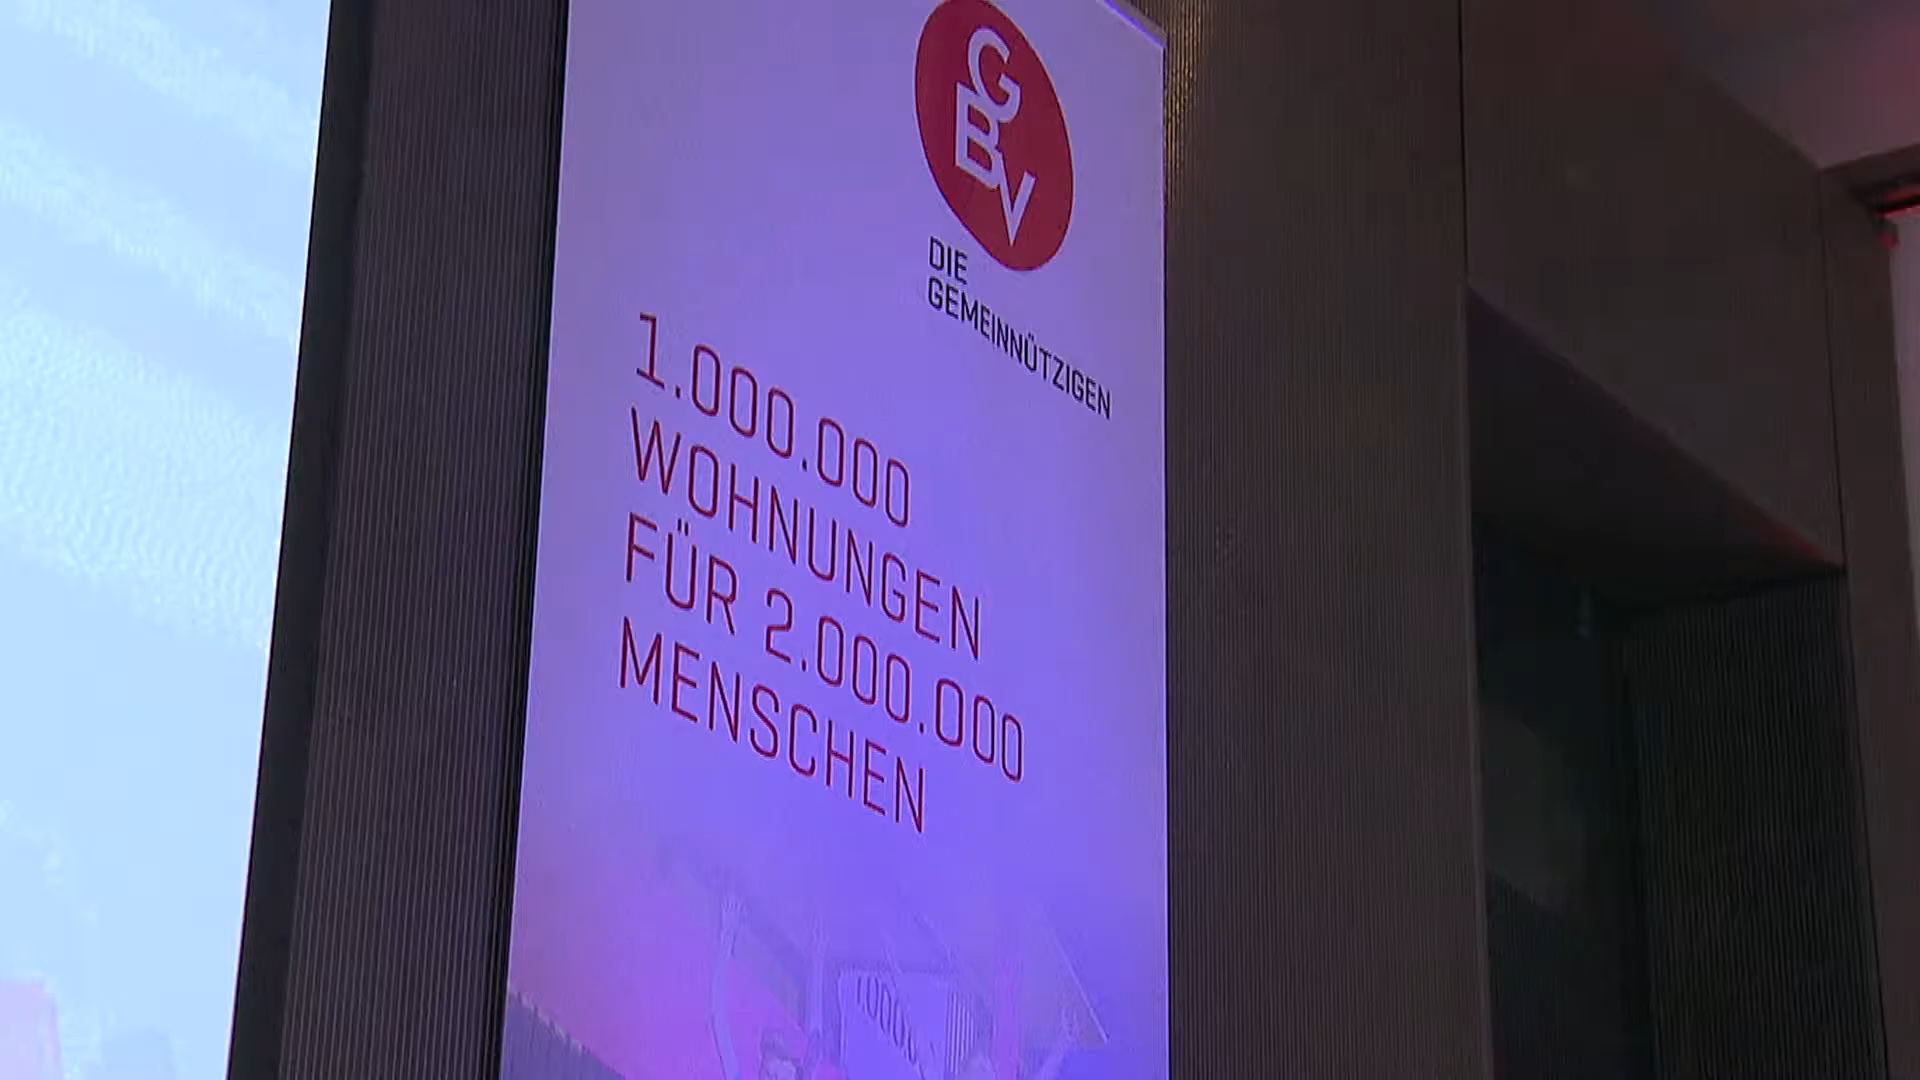 GBV
DIE
GEMEINNÜTZIGEN
1.000.000
WOHNUNGEN
FÜR 2.000.000
MENSCHEN